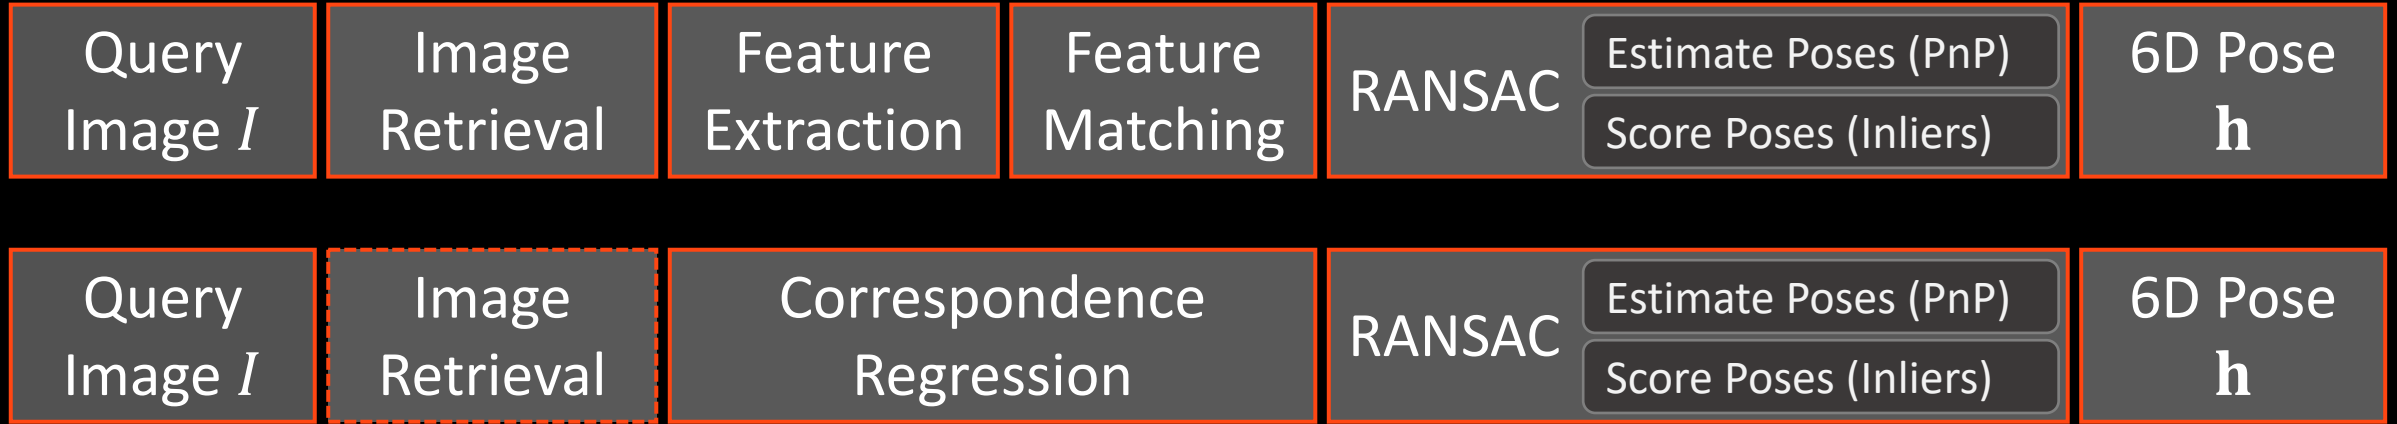 Query
Image I
Image
Retrieval
Feature
Extraction
Feature
Matching
RANSAC
Estimate Poses (PnP)
Score Poses (Inliers)
6D Pose
h
Query
Image I
Image
Retrieval
Correspondence
Regression
RANSAC
Estimate Poses (PnP)
Score Poses (Inliers)
6D Pose
h